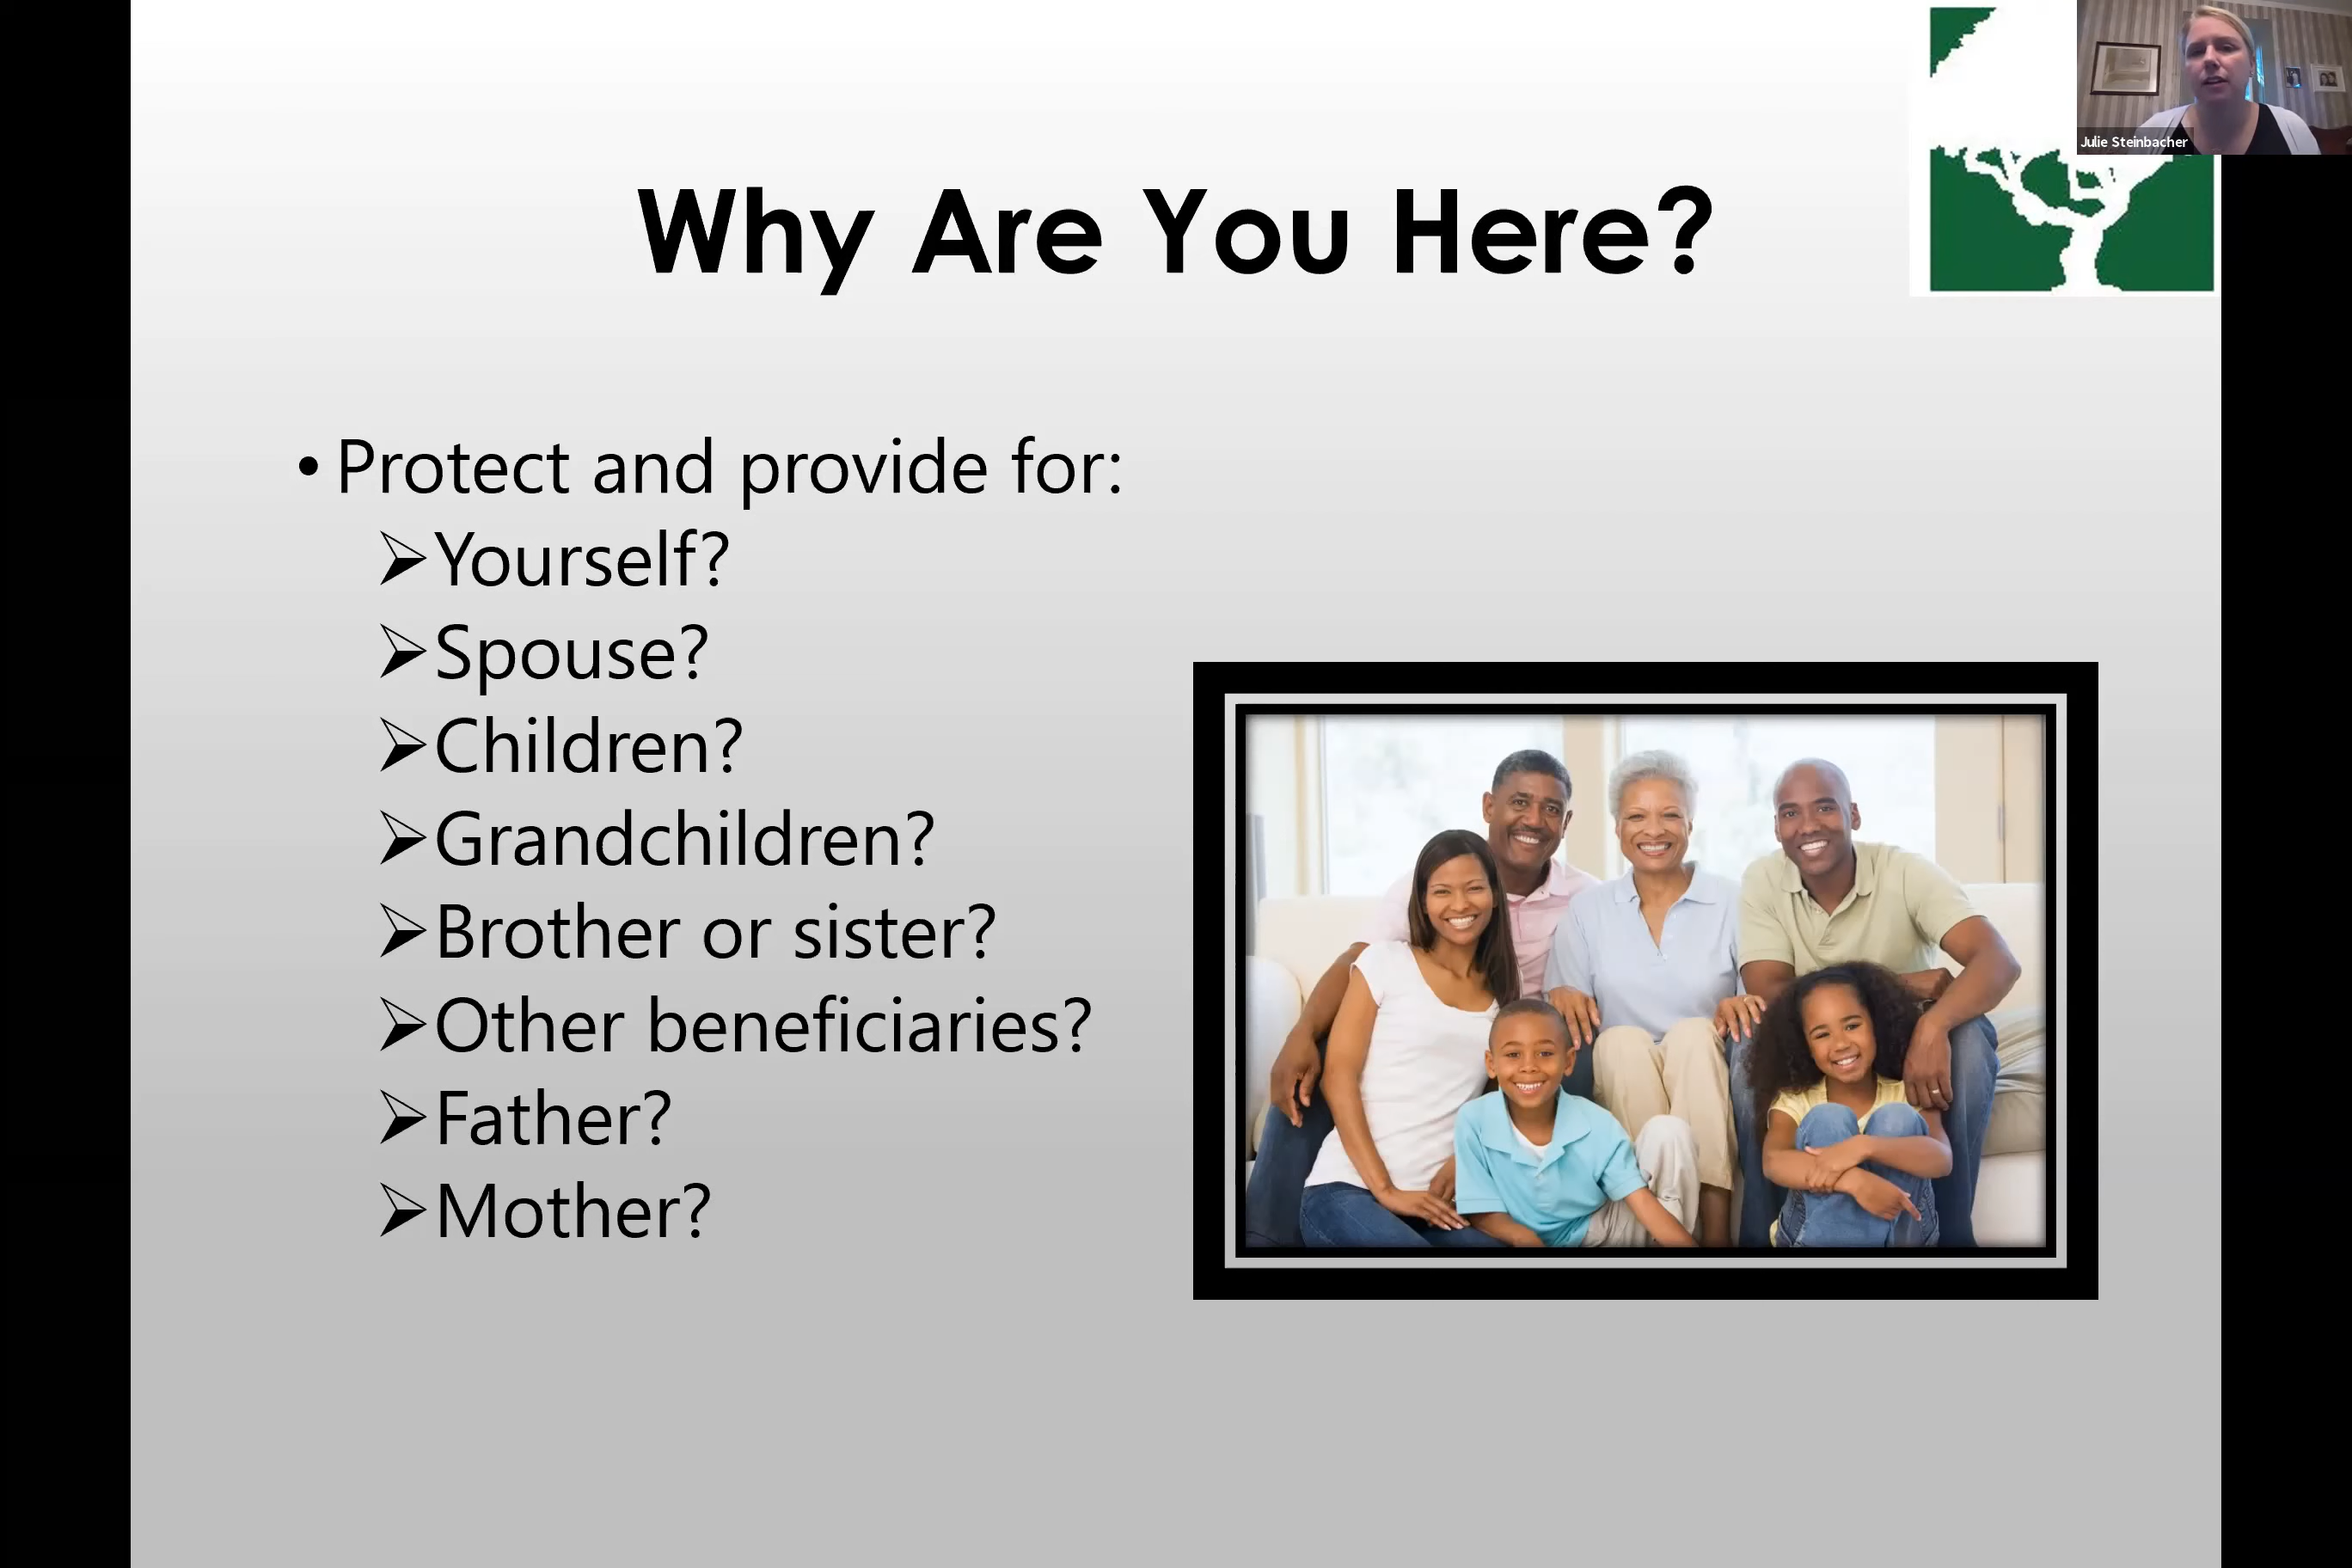 Why Are You Here?
Julie Steinbacher
• Protect and provide for:
➢Yourself?
➢Spouse?
➢Children?
➢Grandchildren?
➢Brother or sister?
➢Other beneficiaries?
➢Father?
➢Mother?